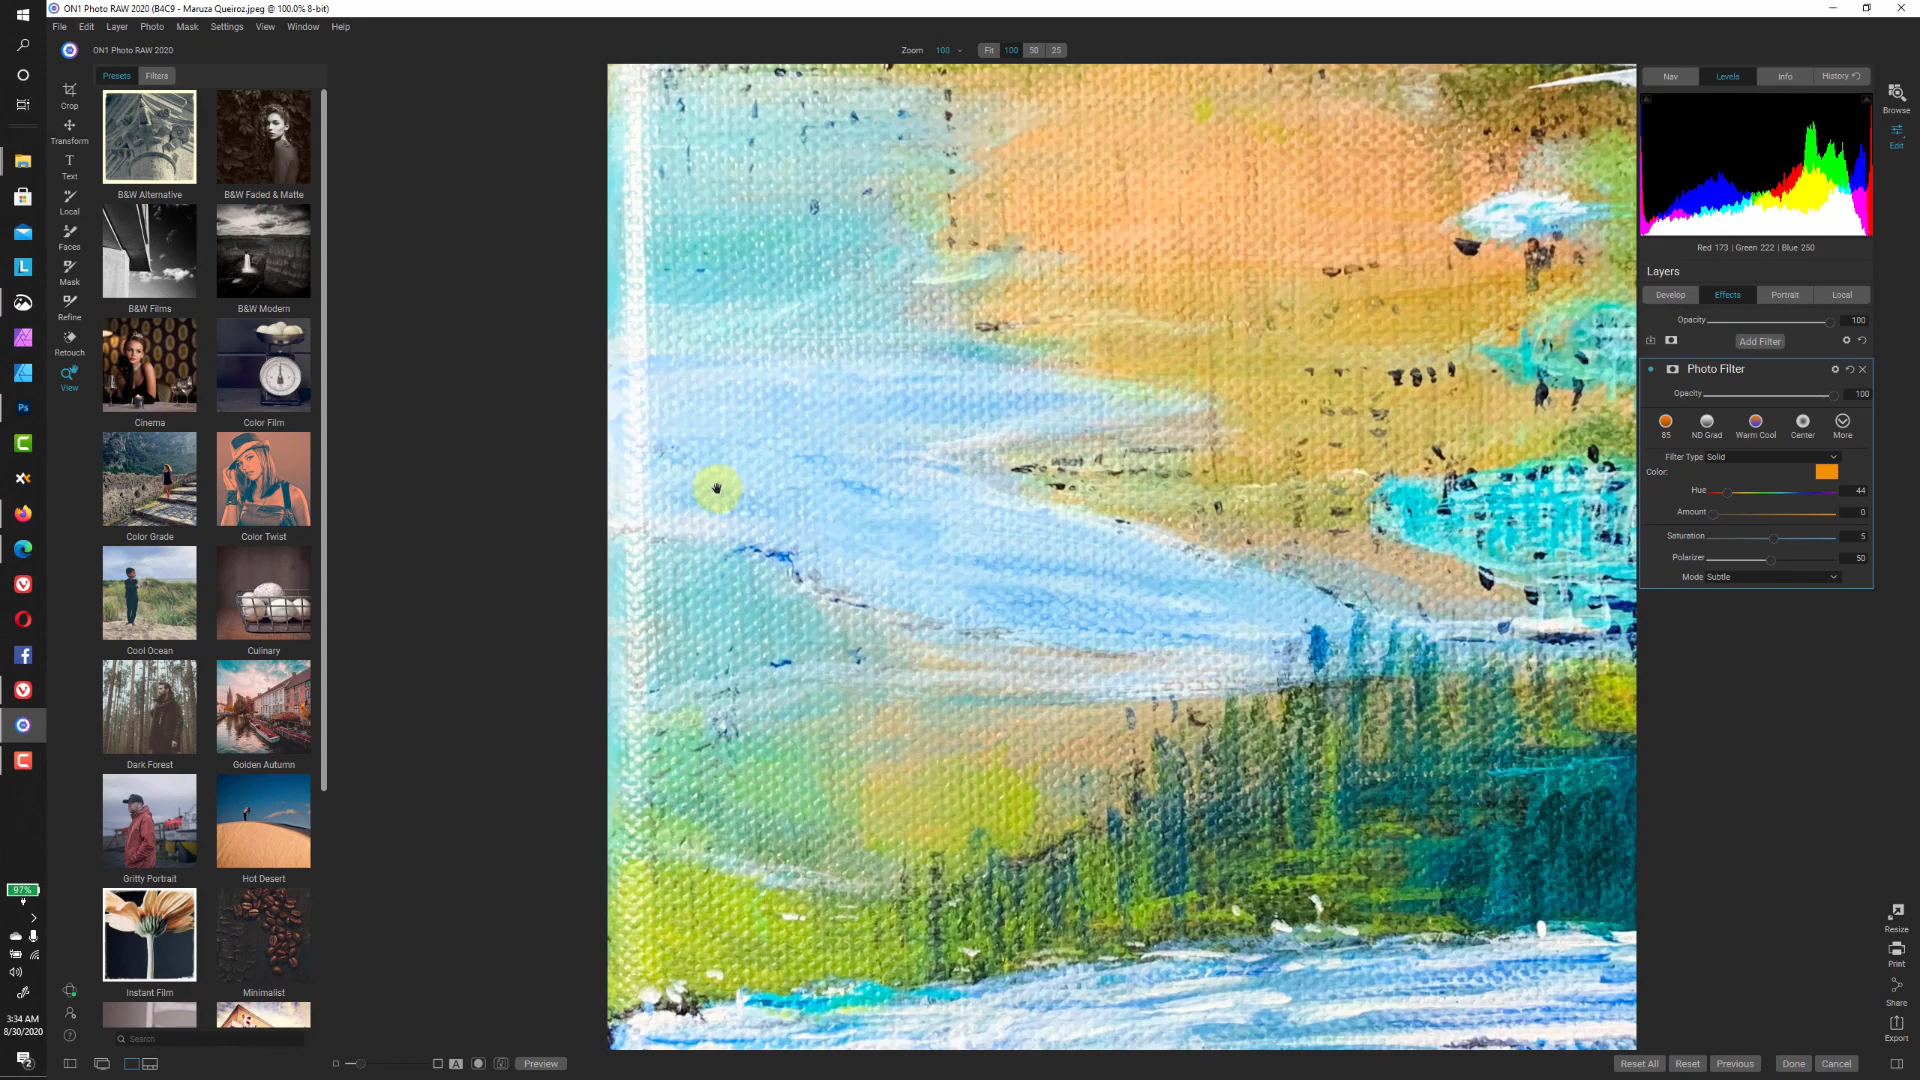 ON1 Photo RAW 2020 (B4C9 - Maruza Queiroz.jpeg @ 100.0% 8-bit)
File Edit Layer Photo Mask Settings View Window Help
ON1 Photo RAW 2020
Zoom 100 Fit 100 50 25
Presets Filters
Nav Levels Info History
Crop
Transform
Text
Local
Faces
Mask
Refine
Retouch
View
B&W Alternative B&W Faded & Matte
B&W Films B&W Modern
Cinema Color Film
Color Grade Color Twist
Cool Ocean Culinary
Dark Forest Golden Autumn
Gritty Portrait Hot Desert
Instant Film Minimalist
Search
Preview
Browse
Edit
Red 173 | Green 222 | Blue 250
Layers
Develop Effects Portrait Local
Opacity 100
Add Filter
Photo Filter
Opacity 100
85 ND Grad Warm Cool Center More
Filter Type Solid
Color:
Hue 44
Amount 0
Saturation 5
Polarizer 50
Mode Subtle
Resize
Print
Share
Export
Reset All Reset Previous Done Cancel
L
Ps
97%
3:34 AM
8/30/2020
2
A